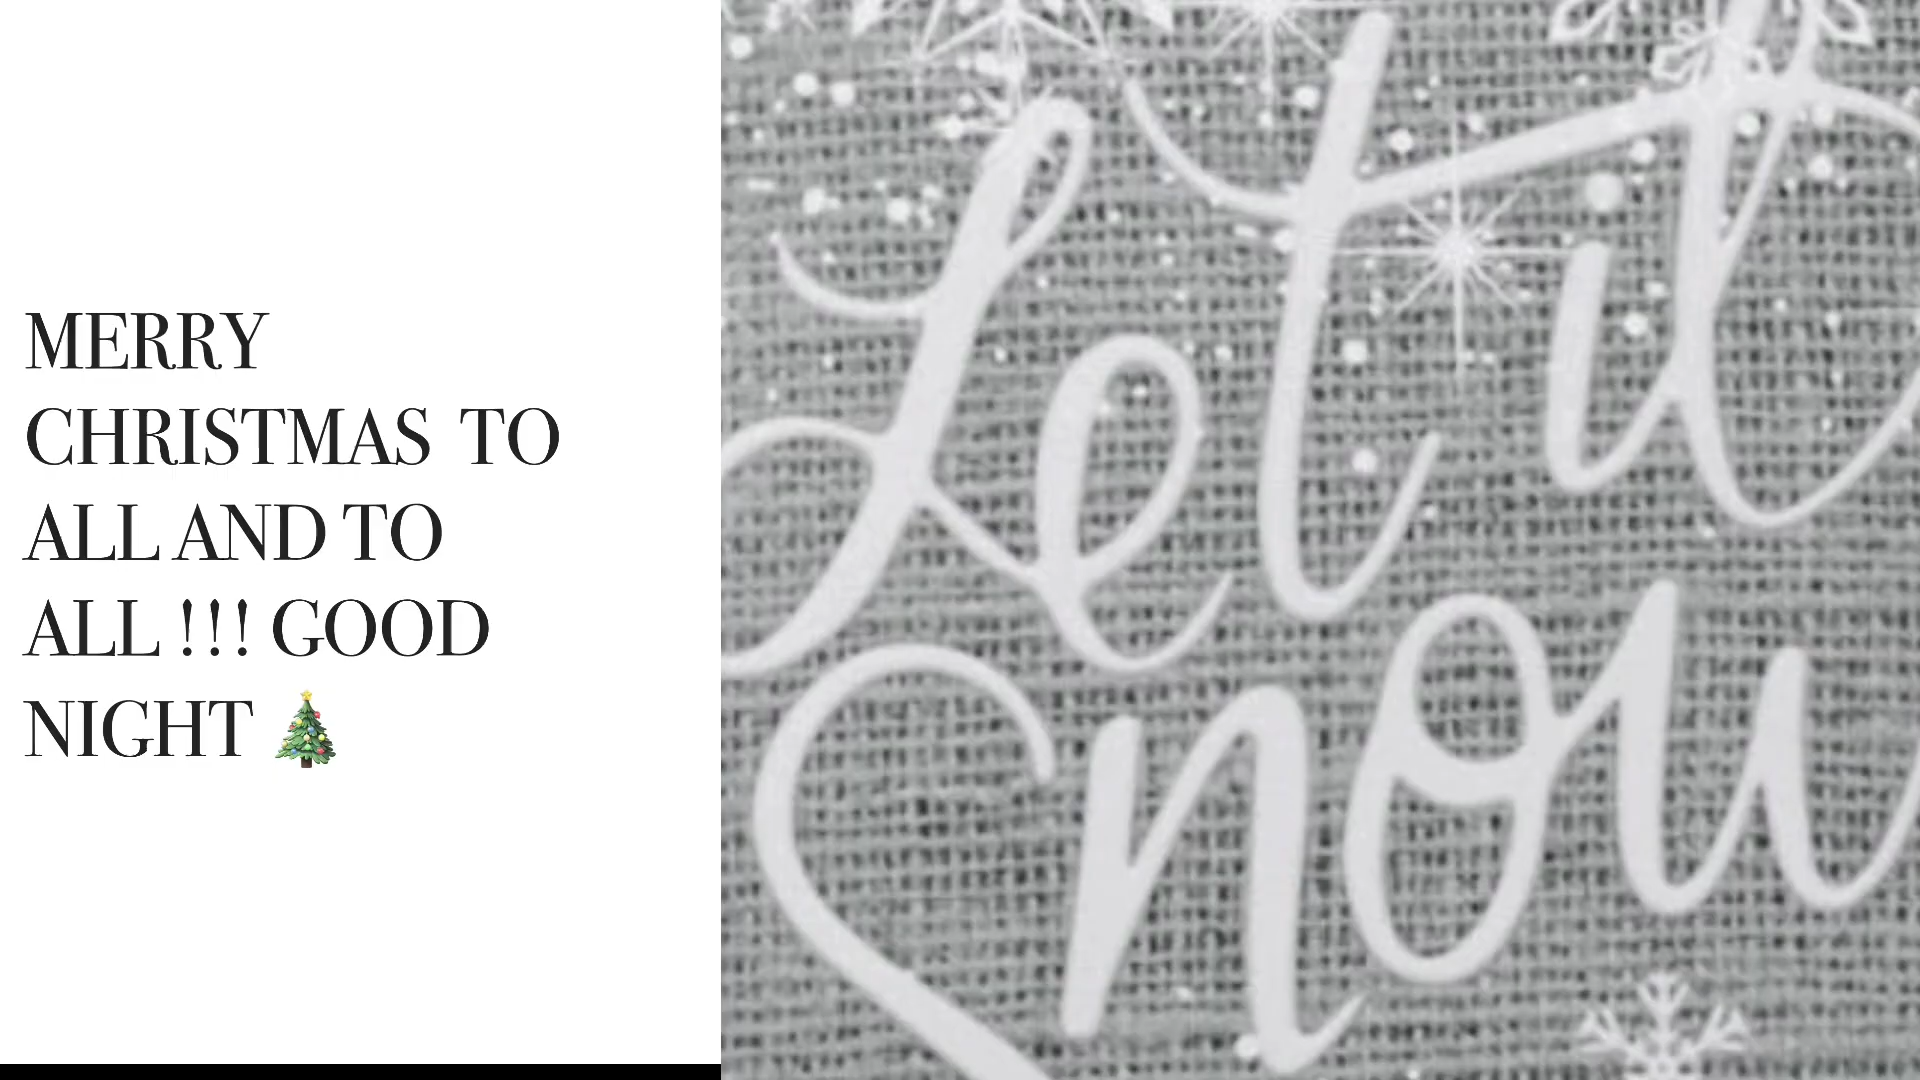 MERRY
CHRISTMAS TO
ALL AND TO
ALL !!! GOOD
NIGHT 🎄
Let it
Snow